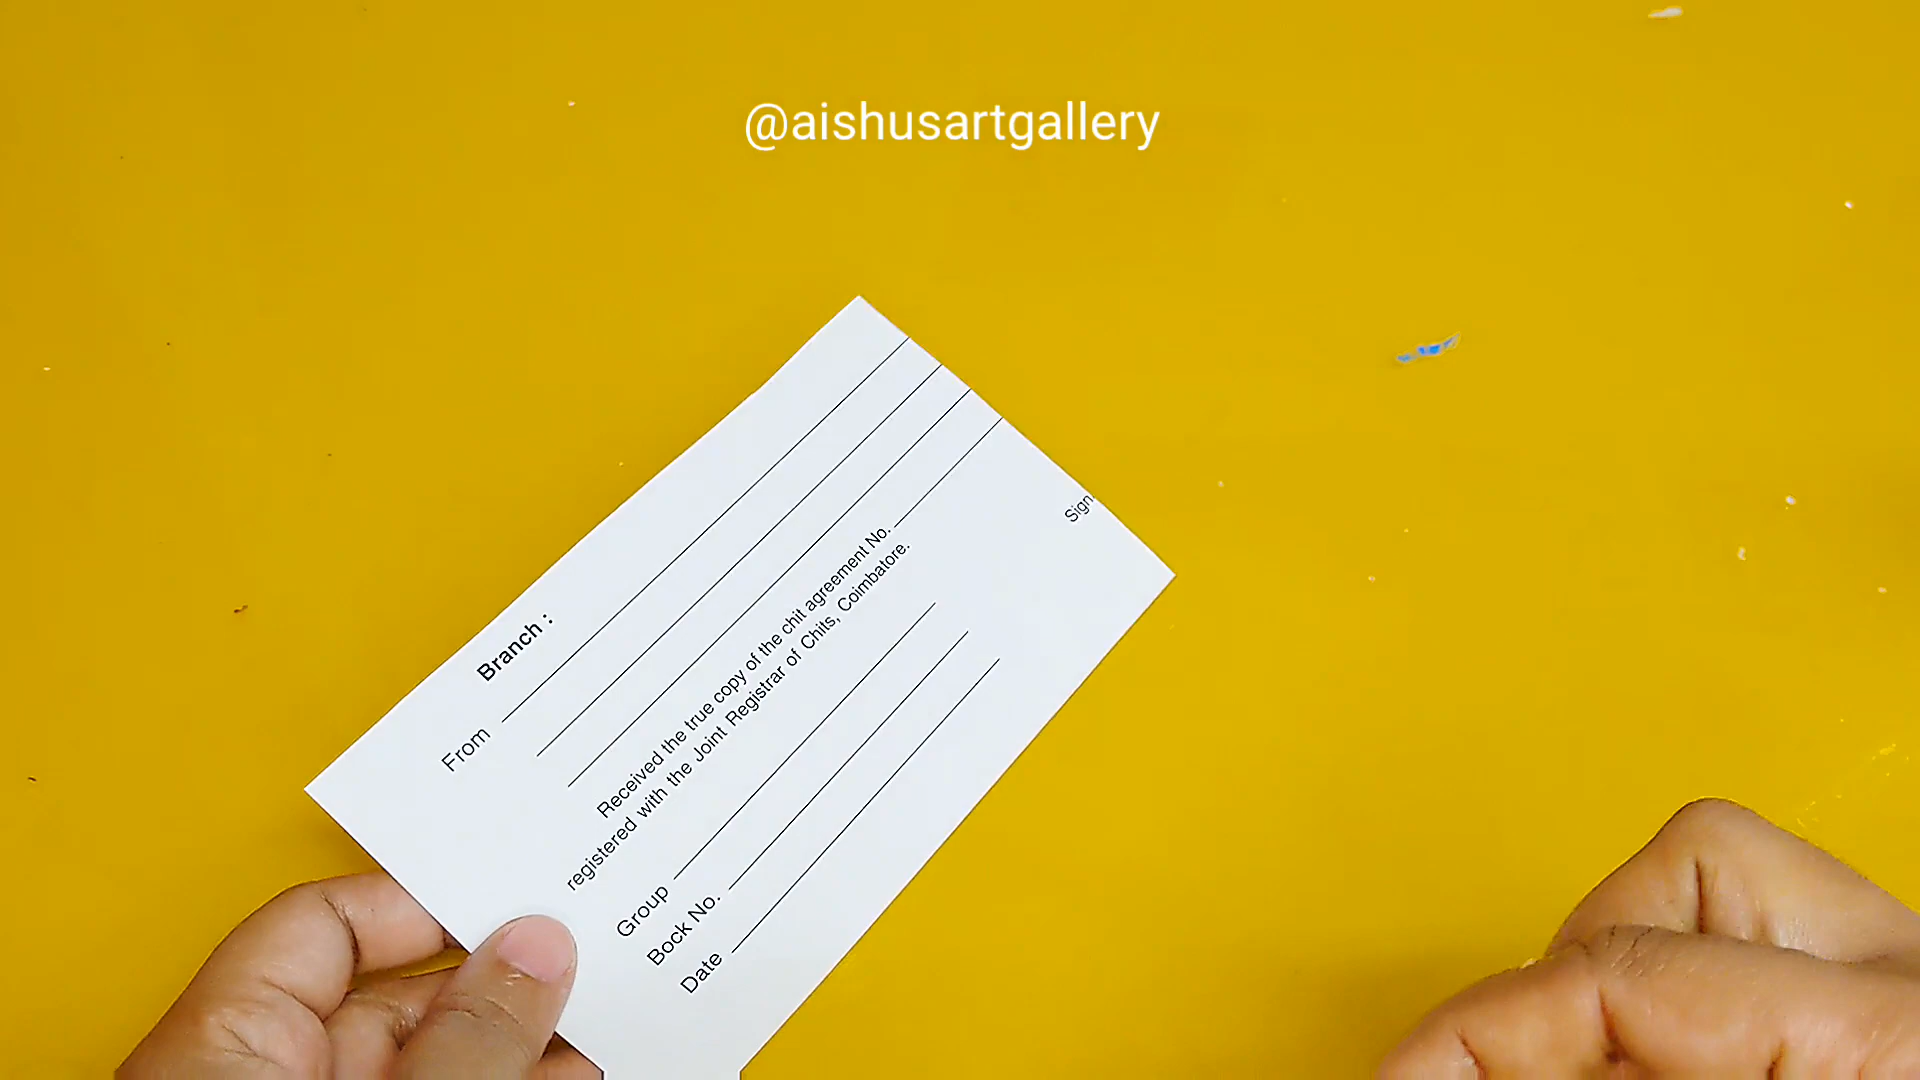 @aishusartgallery
Branch :
From
Received the true copy of the chit agreement No.
registered with the Joint Registrar of Chits, Coimbatore.
Sign
Group
Bock No.
Date